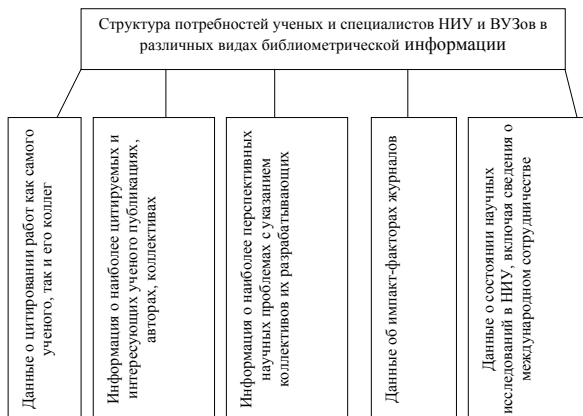 Структура потребностей ученых и специалистов НИУ и ВУЗов в
различных видах библиометрической информации
Данные о цитировании работ как самого
ученого, так и его коллег
Информация о наиболее цитируемых и
интересующих ученого публикациях,
авторах, коллективах
Информация о наиболее перспективных
научных проблемах с указанием
коллективов их разрабатывающих
Данные об импакт-факторах журналов
Данные о состоянии научных
исследований в НИУ, включая сведения о
международном сотрудничестве